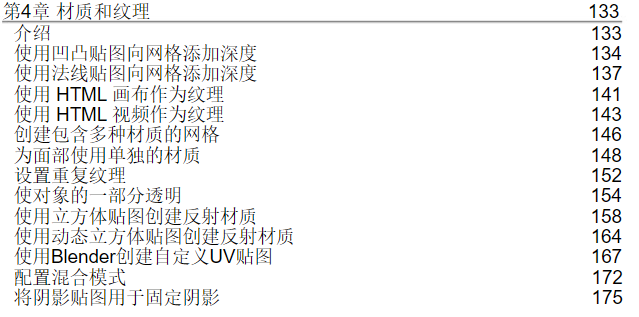 第4章 材质和纹理 133
介绍 133
使用凹凸贴图向网格添加深度 134
使用法线贴图向网格添加深度 137
使用 HTML 画布作为纹理 141
使用 HTML 视频作为纹理 143
创建包含多种材质的网格 146
为面部使用单独的材质 148
设置重复纹理 152
使对象的一部分透明 154
使用立方体贴图创建反射材质 158
使用动态立方体贴图创建反射材质 164
使用Blender创建自定义UV贴图 167
配置混合模式 172
将阴影贴图用于固定阴影 175